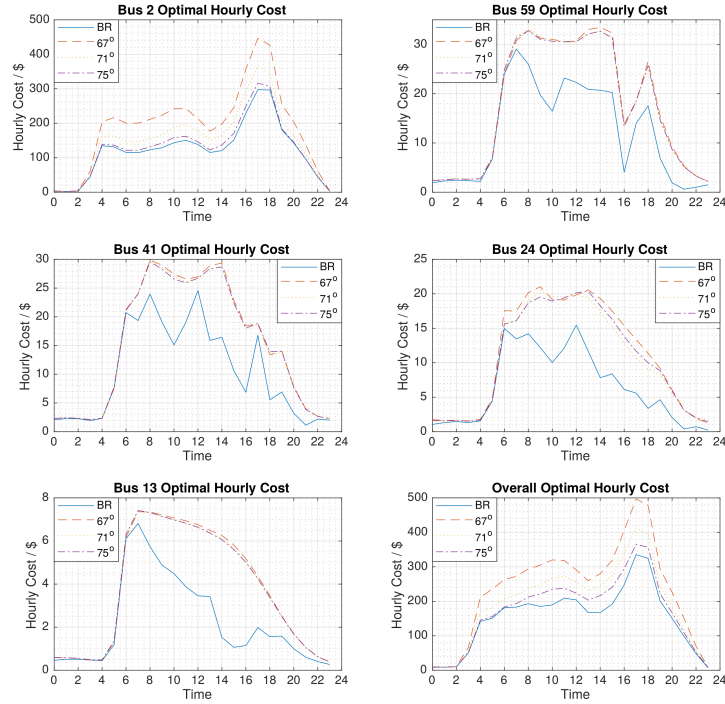 Bus 2 Optimal Hourly Cost
500
400
300
200
100
0
Hourly Cost / $
0 2 4 6 8 10 12 14 16 18 20 22 24
Time
BR
67°
71°
75°
Bus 59 Optimal Hourly Cost
30
20
10
0
Hourly Cost / $
0 2 4 6 8 10 12 14 16 18 20 22 24
Time
BR
67°
71°
75°
Bus 41 Optimal Hourly Cost
30
25
20
15
10
5
0
Hourly Cost / $
0 2 4 6 8 10 12 14 16 18 20 22 24
Time
BR
67°
71°
75°
Bus 24 Optimal Hourly Cost
25
20
15
10
5
0
Hourly Cost / $
0 2 4 6 8 10 12 14 16 18 20 22 24
Time
BR
67°
71°
75°
Bus 13 Optimal Hourly Cost
8
6
4
2
0
Hourly Cost / $
0 2 4 6 8 10 12 14 16 18 20 22 24
Time
BR
67°
71°
75°
Overall Optimal Hourly Cost
500
400
300
200
100
0
Hourly Cost / $
0 2 4 6 8 10 12 14 16 18 20 22 24
Time
BR
67°
71°
75°